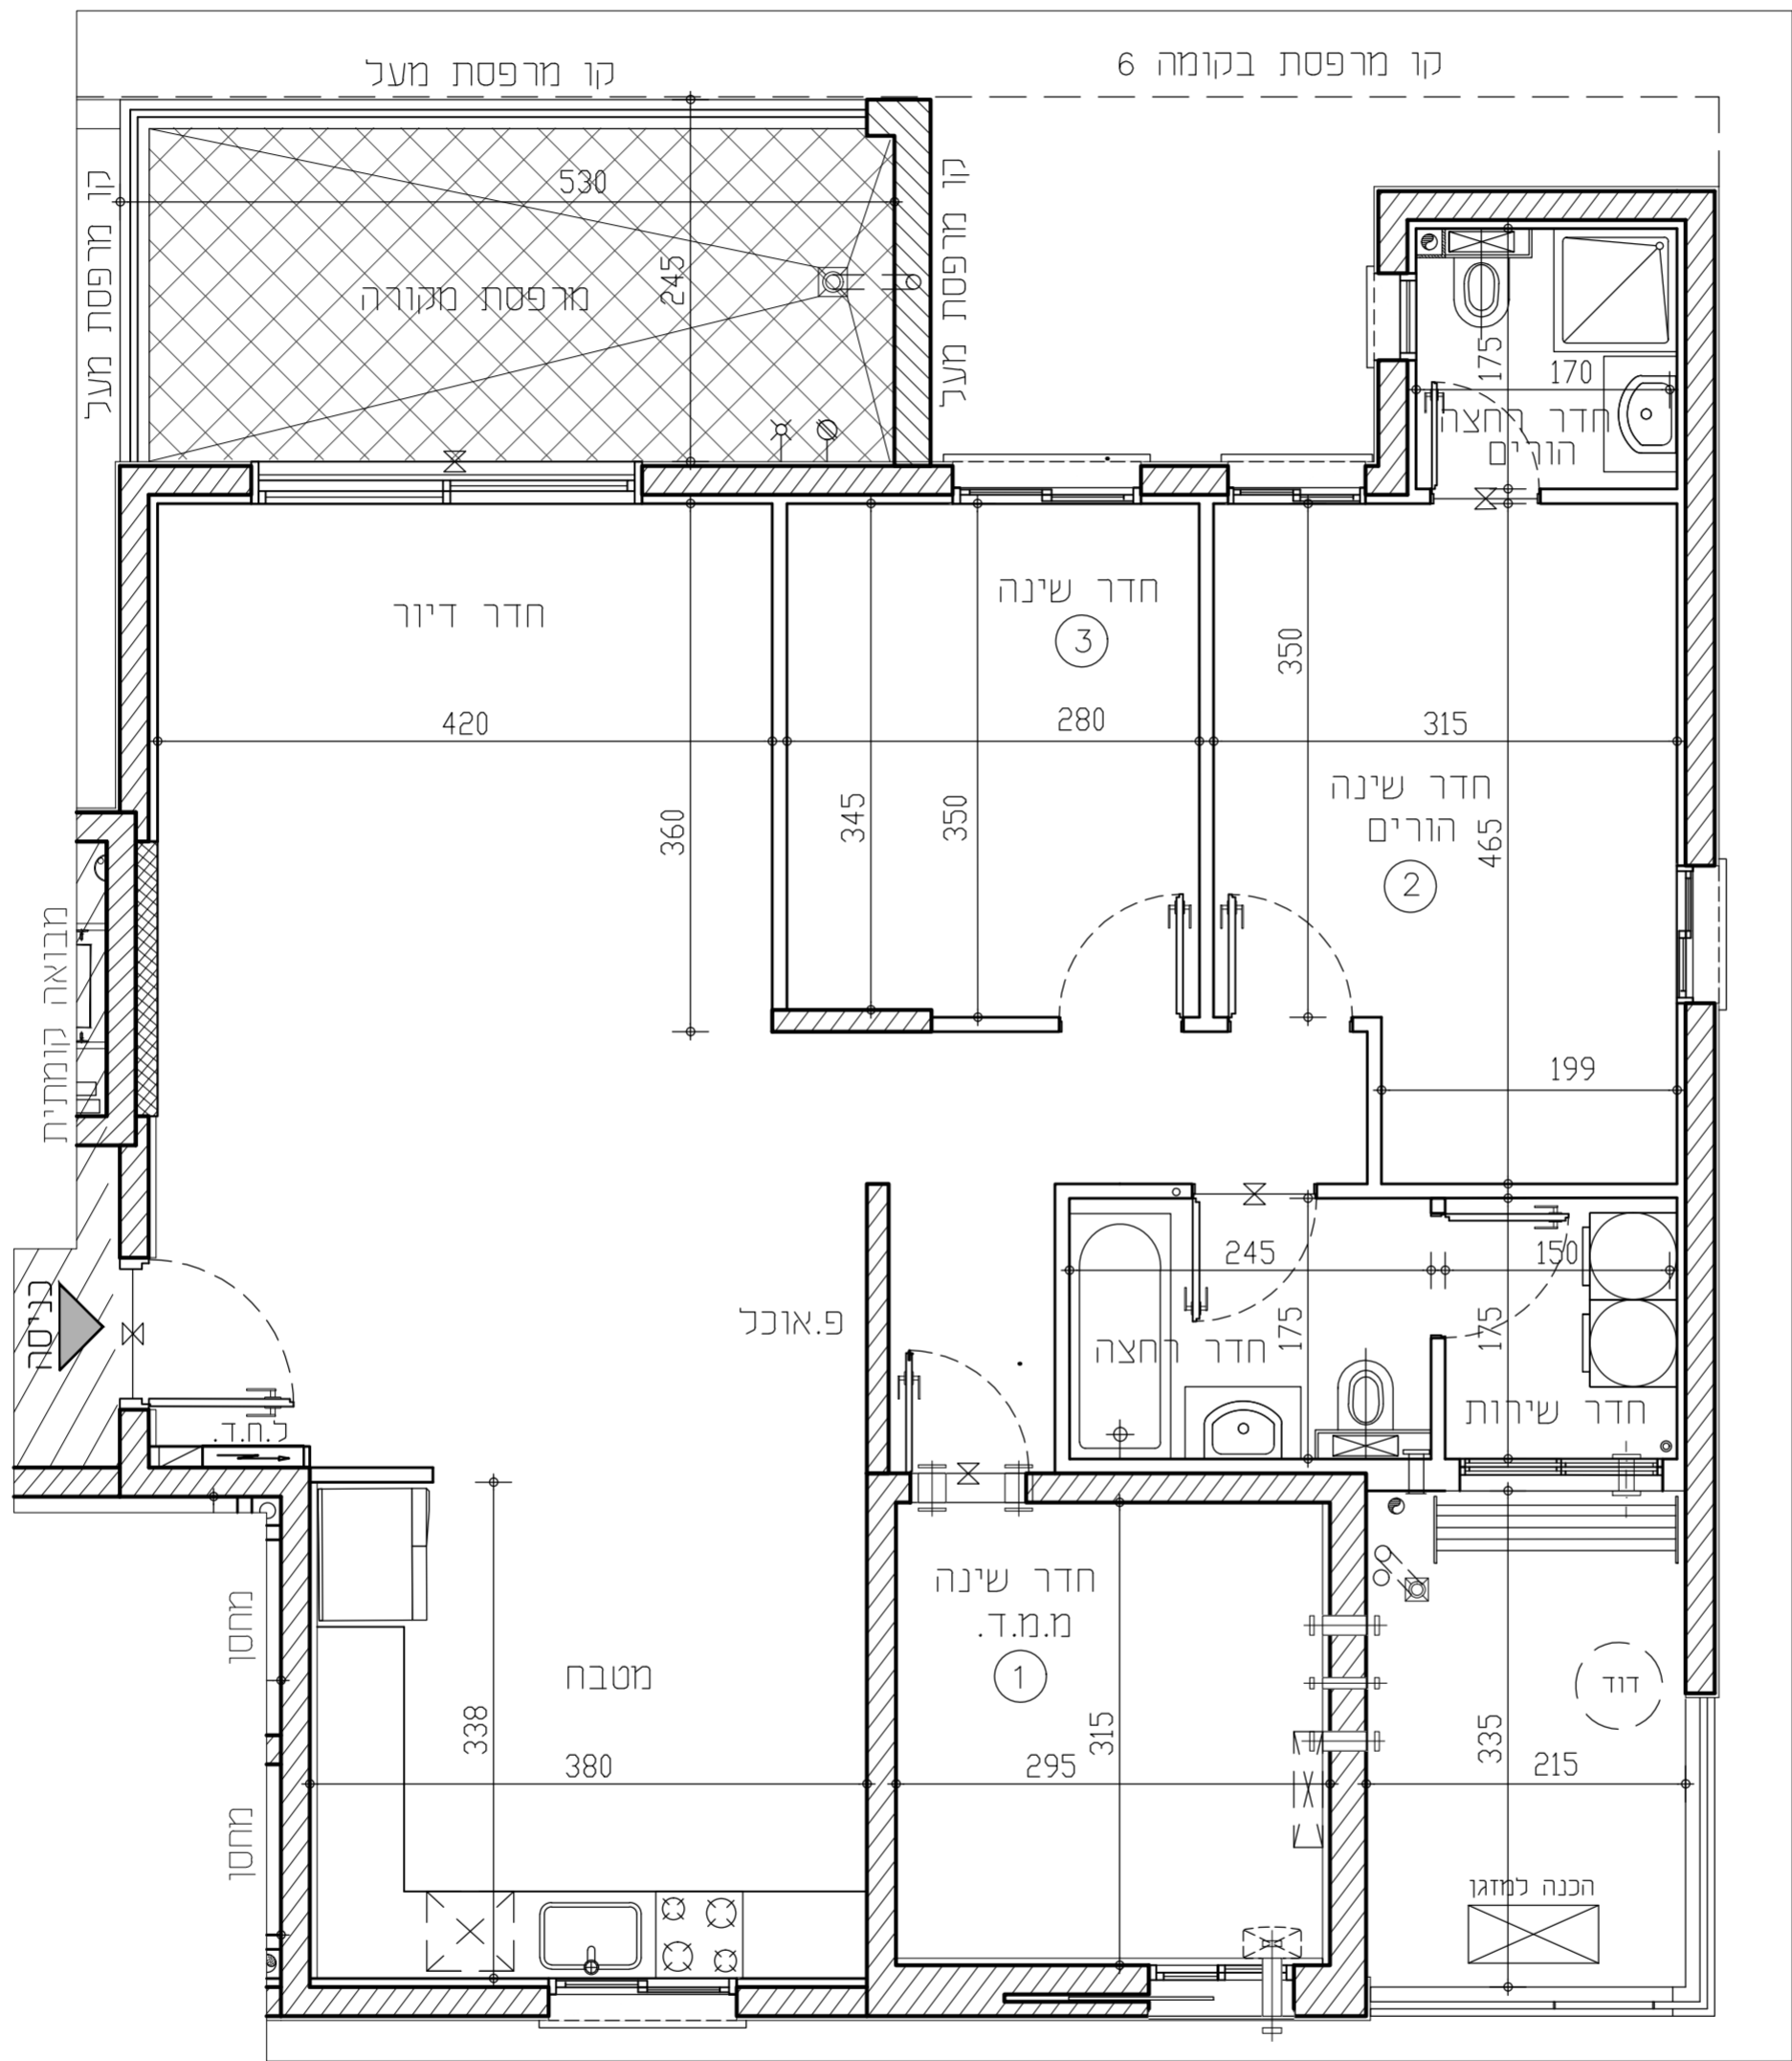 קו מרפסת מעל
קו מרפסת בקומה 6
קו מרפסת מעל
530
245
מרפסת מקורה
קו מרפסת מעל
175
170
חדר רחצה
הורים
חדר דיור
420
360
חדר שינה
3
280
345
350
350
315
חדר שינה
הורים
2
465
199
מבואה קומתית
כניסה
ל.ח.ד.
פ.אוכל
245
175
חדר רחצה
150
175
חדר שירות
מחסן
מחסן
מטבח
338
380
חדר שינה
מ.מ.ד.
1
315
295
דוד
335
215
הכנה למזגן